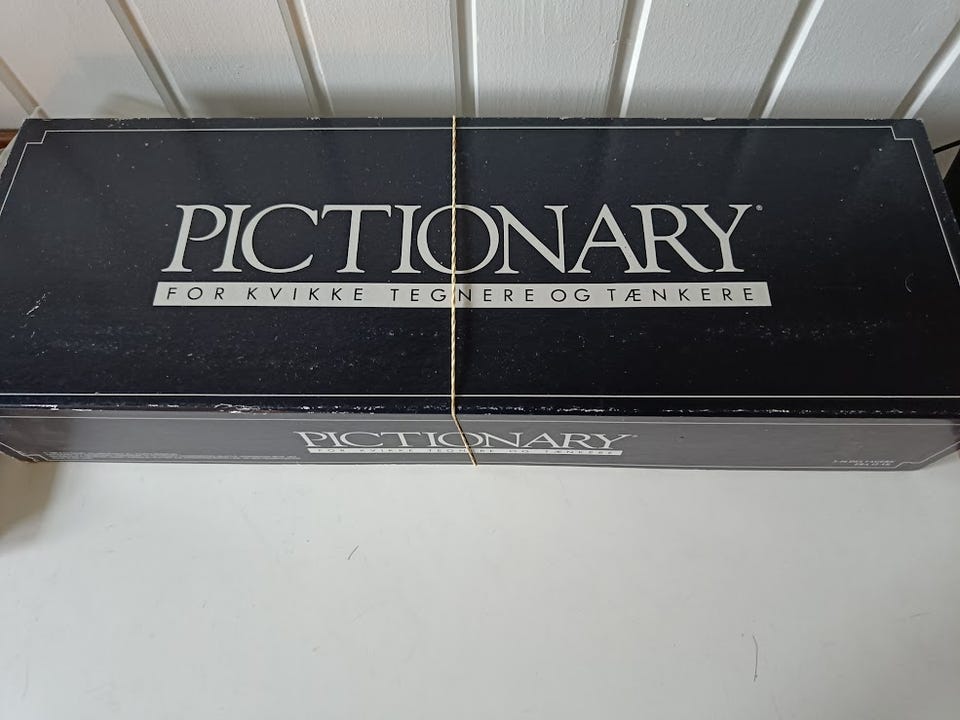 PICTIONARY®
FOR KVIKKE TEGNERE OG TÆNKERE
PICTIONARY®
FOR KVIKKE TEGNERE OG TÆNKERE